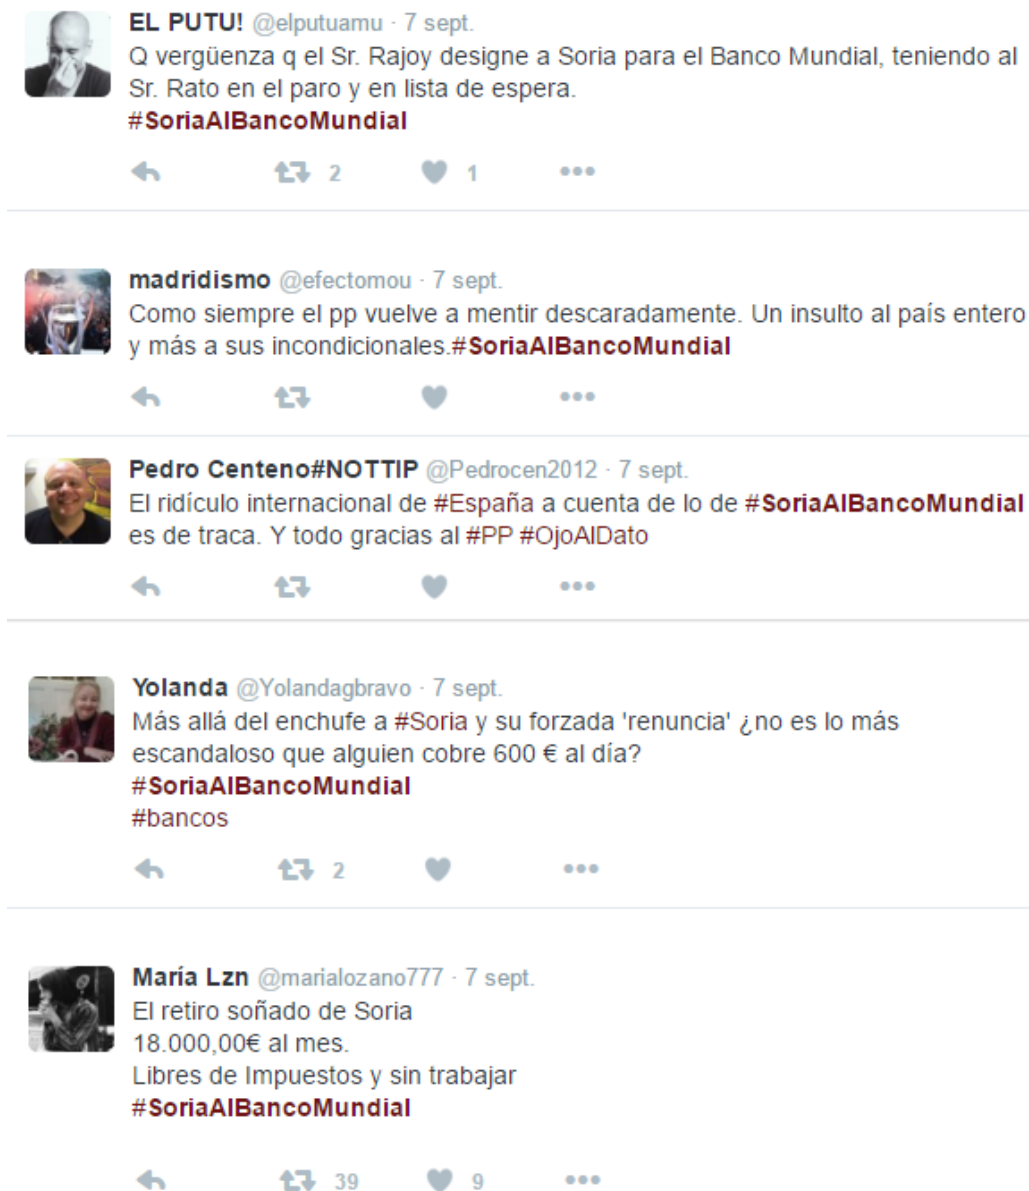 EL PUTU! @elputuamu · 7 sept.
Q vergüenza q el Sr. Rajoy designe a Soria para el Banco Mundial, teniendo al
Sr. Rato en el paro y en lista de espera.
#SoriaAlBancoMundial
2 1
madridismo @efectomou · 7 sept.
Como siempre el pp vuelve a mentir descaradamente. Un insulto al país entero
y más a sus incondicionales.#SoriaAlBancoMundial
Pedro Centeno#NOTTIP @Pedrocen2012 · 7 sept.
El ridículo internacional de #España a cuenta de lo de #SoriaAlBancoMundial
es de traca. Y todo gracias al #PP #OjoAlDato
Yolanda @Yolandagbravo · 7 sept.
Más allá del enchufe a #Soria y su forzada 'renuncia' ¿no es lo más
escandaloso que alguien cobre 600 € al día?
#SoriaAlBancoMundial
#bancos
2
María Lzn @marialozano777 · 7 sept.
El retiro soñado de Soria
18.000,00€ al mes.
Libres de Impuestos y sin trabajar
#SoriaAlBancoMundial
39 9